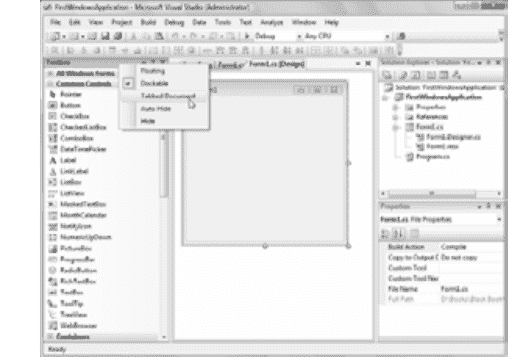 FirstWindowsApplication - Microsoft Visual Studio (Administrator)
File Edit View Project Build Debug Data Tools Test Analyze Window Help
Debug Any CPU
Toolbox
All Windows Forms
Common Controls
Pointer
Button
CheckBox
CheckedListBox
ComboBox
DateTimePicker
Label
LinkLabel
ListBox
ListView
MaskedTextBox
MonthCalendar
NotifyIcon
NumericUpDown
PictureBox
ProgressBar
RadioButton
RichTextBox
TextBox
ToolTip
TreeView
WebBrowser
Containers
Floating
Dockable
Tabbed Document
Auto Hide
Hide
Form1.cs Form1.cs [Design]
Solution Explorer - Solution
Solution 'FirstWindowsApplication'
FirstWindowsApplication
Properties
References
Form1.cs
Form1.Designer.cs
Form1.resx
Program.cs
Properties
Form1.cs File Properties
Build Action Compile
Copy to Output Do not copy
Custom Tool
Custom Tool
File Name Form1.cs
Full Path
Ready